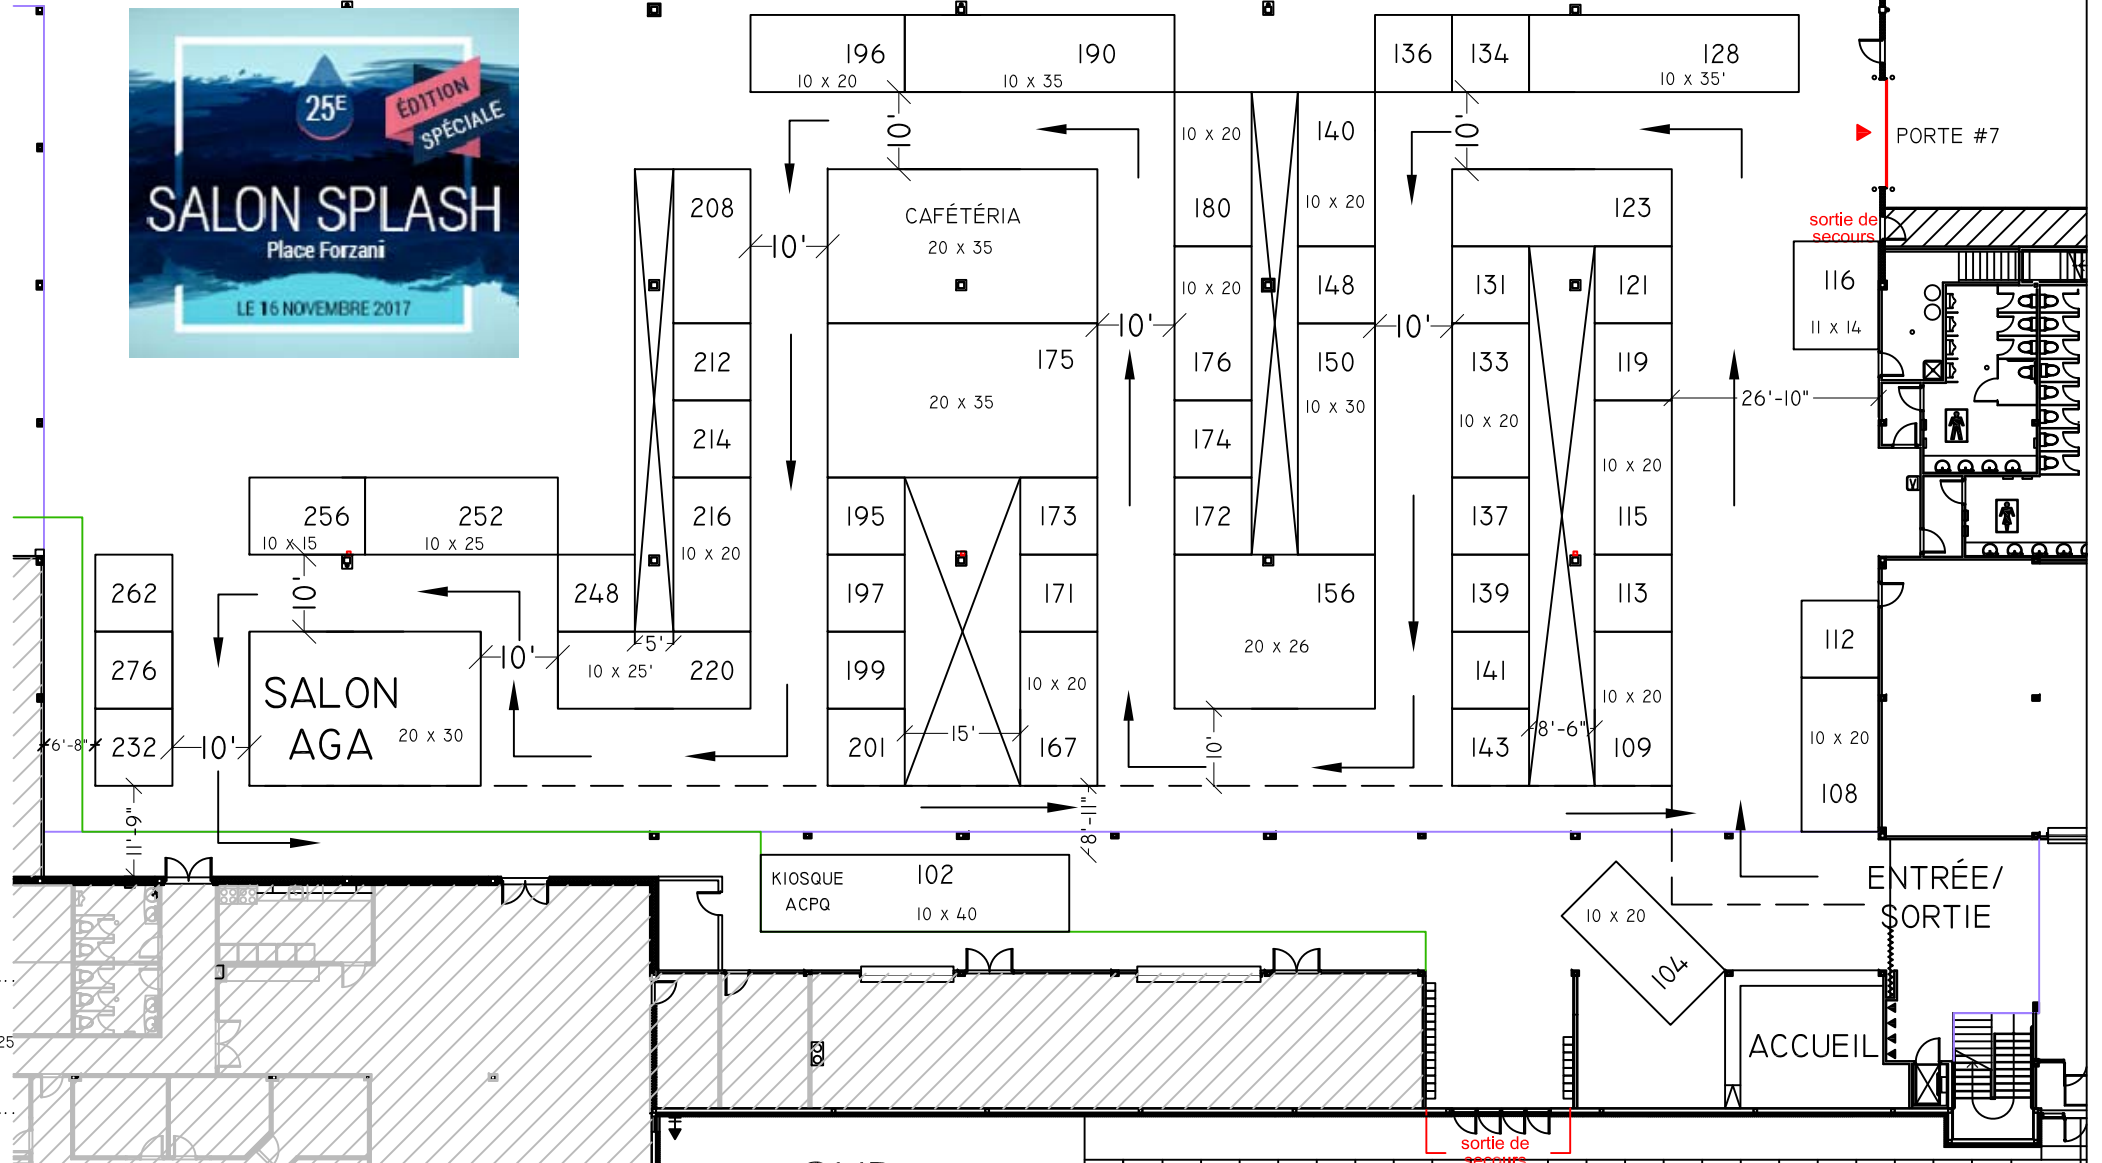 25E
ÉDITION
SPÉCIALE
SALON SPLASH
Place Forzani
LE 16 NOVEMBRE 2017
196
10 x 20
190
10 x 35
136
134
128
10 x 35'
10'
10'
10 x 20
140
PORTE #7
208
CAFÉTÉRIA
20 x 35
180
10 x 20
123
sortie de
secours
10'
10 x 20
148
131
121
116
11 x 14
10'
10'
212
175
20 x 35
176
150
10 x 30
133
10 x 20
119
26'-10"
214
174
10 x 20
256
10 x 15
252
10 x 25
216
10 x 20
195
173
172
137
115
262
10'
248
197
171
156
20 x 26
139
113
112
276
SALON
AGA
20 x 30
10'
5'
10 x 25'
220
199
10 x 20
141
10 x 20
6'-8"
232
10'
201
15'
167
10'
143
8'-6"
109
10 x 20
108
11'-9"
8'-11"
KIOSQUE
ACPQ
102
10 x 40
ENTRÉE/
SORTIE
10 x 20
104
ACCUEIL
25
sortie de
secours